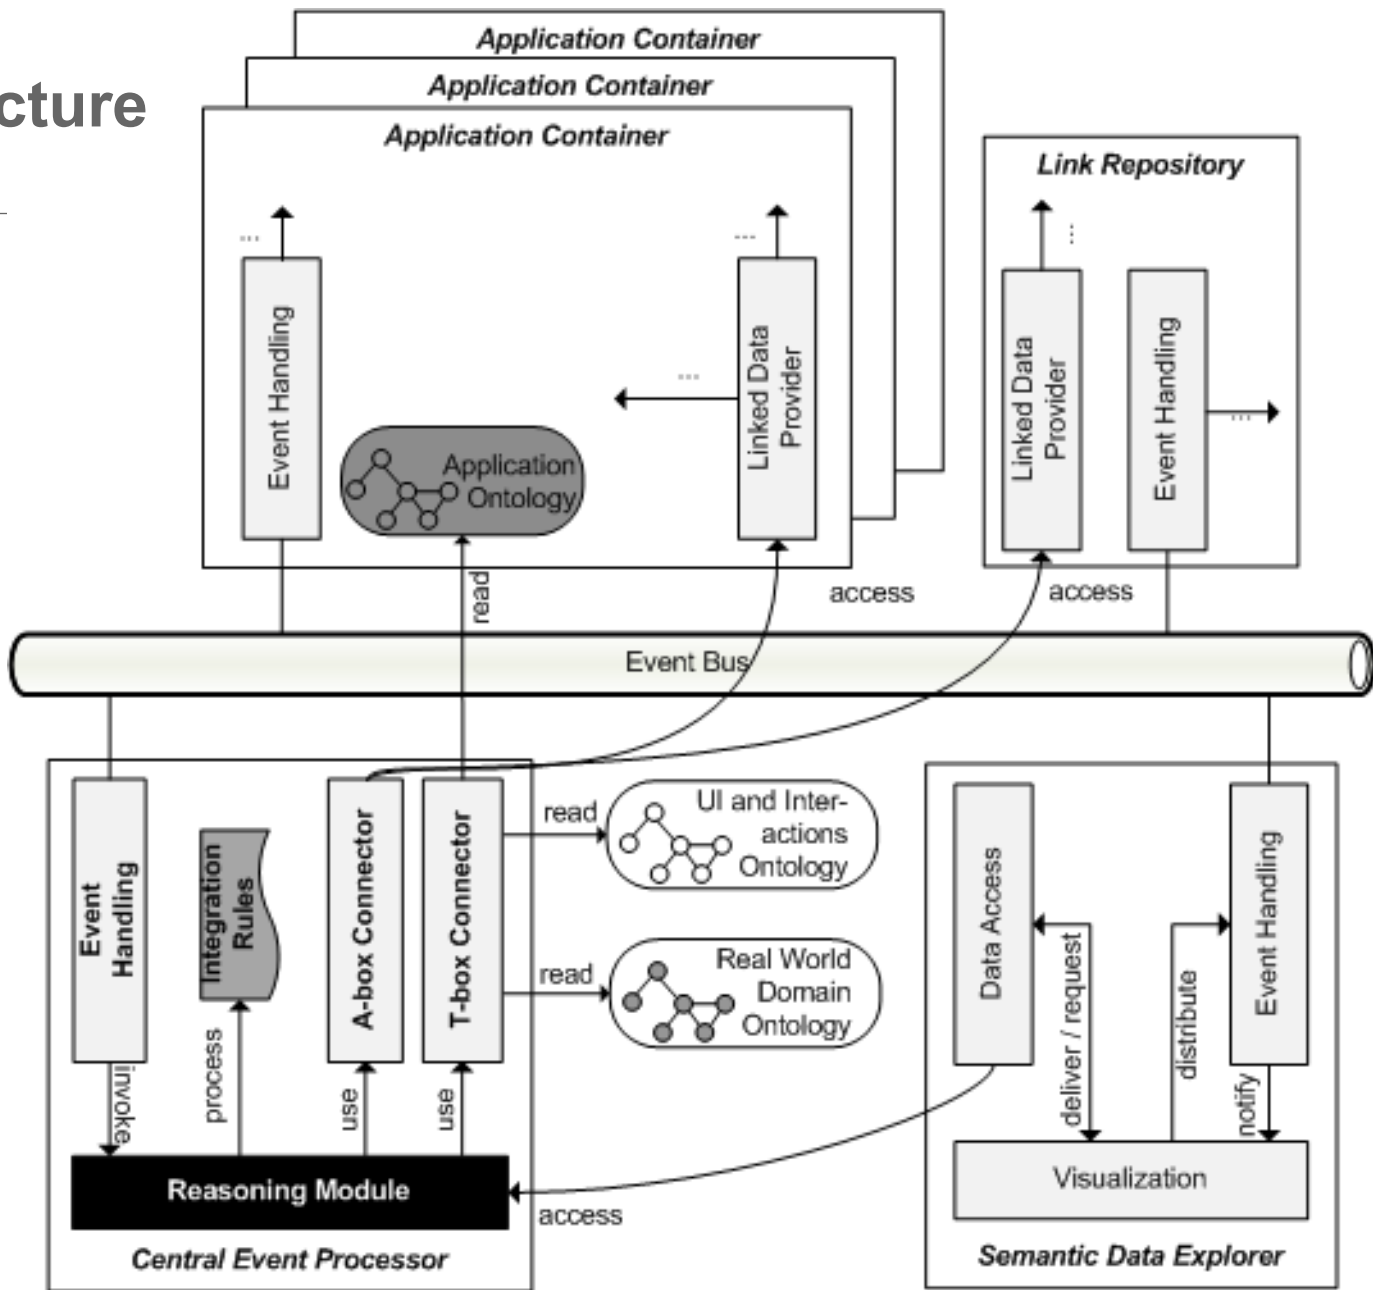 cture
Application Container
Application Container
Application Container
Link Repository
...
...
...
...
...
Event Handling
Linked Data
Provider
Linked Data
Provider
Event Handling
Application
Ontology
read
access
access
Event Bus
Event
Handling
Integration
Rules
A-box Connector
T-box Connector
read
UI and Inter-
actions
Ontology
read
Real World
Domain
Ontology
Data Access
Event Handling
deliver / request
distribute
notify
invoke
process
use
use
Reasoning Module
access
Visualization
Central Event Processor
Semantic Data Explorer